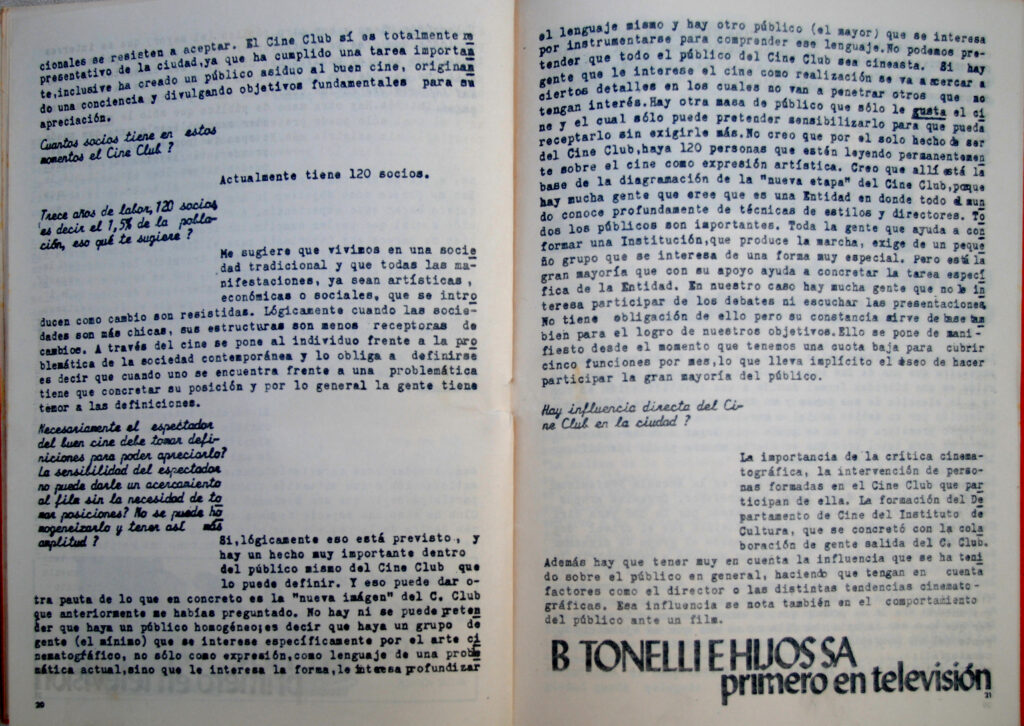 cionales se resisten a aceptar. El Cine Club sí es totalmente re
presentativo de la ciudad,ya que ha cumplido una tarea importan
te,inclusive ha creado un público asiduo al buen cine, originan
do una conciencia y divulgando objetivos fundamentales para su
apreciación.
Cuantos socios tiene en estos
momentos el Cine Club ?
Actualmente tiene 120 socios.
Trece años de labor, 120 socios
es decir el 1,5% de la pobla-
ción, eso qué te sugiere ?
Me sugiere que vivimos en una socie
dad tradicional y que todas las ma-
nifestaciones, ya sean artísticas ,
económicas o sociales, que se intro
ducen como cambio son resistidas. Lógicamente cuando las socie-
dades son más chicas, sus estructuras son menos receptoras de
cambios. A través del cine se pone al individuo frente a la pro
blemática de la sociedad contemporánea y lo obliga a definirse
es decir que cuando uno se encuentra frente a una problemática
tiene que concretar su posición y por lo general la gente tiene
temor a las definiciones.
Necesariamente el espectador
del buen cine debe tomar defi-
niciones para poder apreciarlo?
La sensibilidad del espectador
no puede darle un acercamiento
al film sin la necesidad de to
mar posiciones? No se puede ho
mogeneizarlo y tener así más
amplitud ?
Si,lógicamente eso está previsto , y
hay un hecho muy importante dentro
del público mismo del Cine Club que
lo puede definir. Y eso puede dar o-
tra pauta de lo que en concreto es la "nueva imágen" del C. Club
que anteriormente me habías preguntado. No hay ni se puede preten
der que haya un público homogéneo;es decir que haya un grupo de
gente (el mínimo) que se interese específicamente por el arte ci
nematográfico, no sólo como expresión,como lenguaje de una proble
mática actual,sino que le interesa la forma,le interesa profundizar
20
el lenguaje mismo y hay otro público (el mayor) que se interesa
por instrumentarse para comprender ese lenguaje.No podemos pre-
tender que todo el público del Cine Club sea cineasta. Si hay
gente que le interese el cine como realización se va a acercar a
ciertos detalles en los cuales no van a penetrar otros que no
tengan interés.Hay otra masa de público que sólo le gusta el ci
ne y el cual sólo puede pretender sensibilizarlo para que pueda
receptarlo sin exigirle más.No creo que por el solo hecho de ser
del Cine Club,haya 120 personas que estén leyendo permanentemen
te sobre el cine como expresión artística. Creo que allí está la
base de la diagramación de la "nueva etapa" del Cine Club,porque
hay mucha gente que cree que es una Entidad en donde todo el mun
do conoce profundamente de técnicas de estilos y directores. To
dos los públicos son importantes. Toda la gente que ayuda a con
formar una Institución,que produce la marcha, exige de un peque
ño grupo que se interesa de una forma muy especial. Pero está la
gran mayoría que con su apoyo ayuda a concretar la tarea especí
fica de la Entidad. En nuestro caso hay mucha gente que no le in
teresa participar de los debates ni escuchar las presentaciones
No tiene obligación de ello pero su constancia sirve de base tam
bien para el logro de nuestros objetivos.Ello se pone de mani-
fiesto desde el momento que tenemos una cuota baja para cubrir
cinco funciones por mes,lo que lleva implícito el deseo de hacer
participar la gran mayoría del público.
Hay influencia directa del Ci-
ne Club en la ciudad ?
La importancia de la crítica cinema-
tográfica, la intervención de perso-
nas formadas en el Cine Club que par
ticipan de ella. La formación del De
partamento de Cine del Instituto de
Cultura, que se concretó con la cola
boración de gente salida del C. Club.
Además hay que tener muy en cuenta la influencia que se ha teni
do sobre el público en general, haciendo que tengan en cuenta
factores como el director o las distintas tendencias cinemato-
gráficas. Esa influencia se nota también en el comportamiento
del público ante un film.
B TONELLI E HIJOS SA
primero en televisión
21